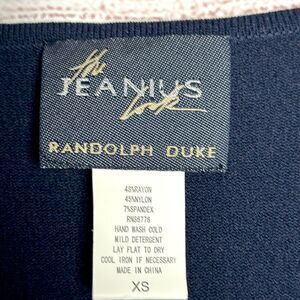 the
JEANIUS
Look
RANDOLPH DUKE
48%RAYON
45%NYLON
7%SPANDEX
RN98776
HAND WASH COLD
MILD DETERGENT
LAY FLAT TO DRY
COOL IRON IF NECESSARY
MADE IN CHINA
XS